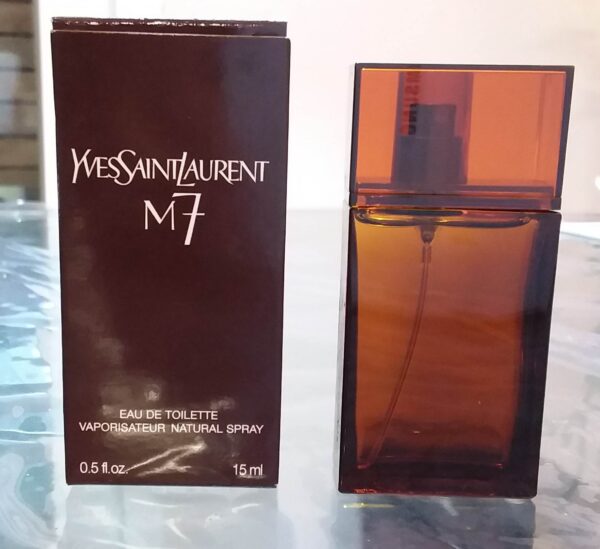 YVESSAINTLAURENT
M7
EAU DE TOILETTE
VAPORISATEUR NATURAL SPRAY
0.5 fl.oz. 15 ml